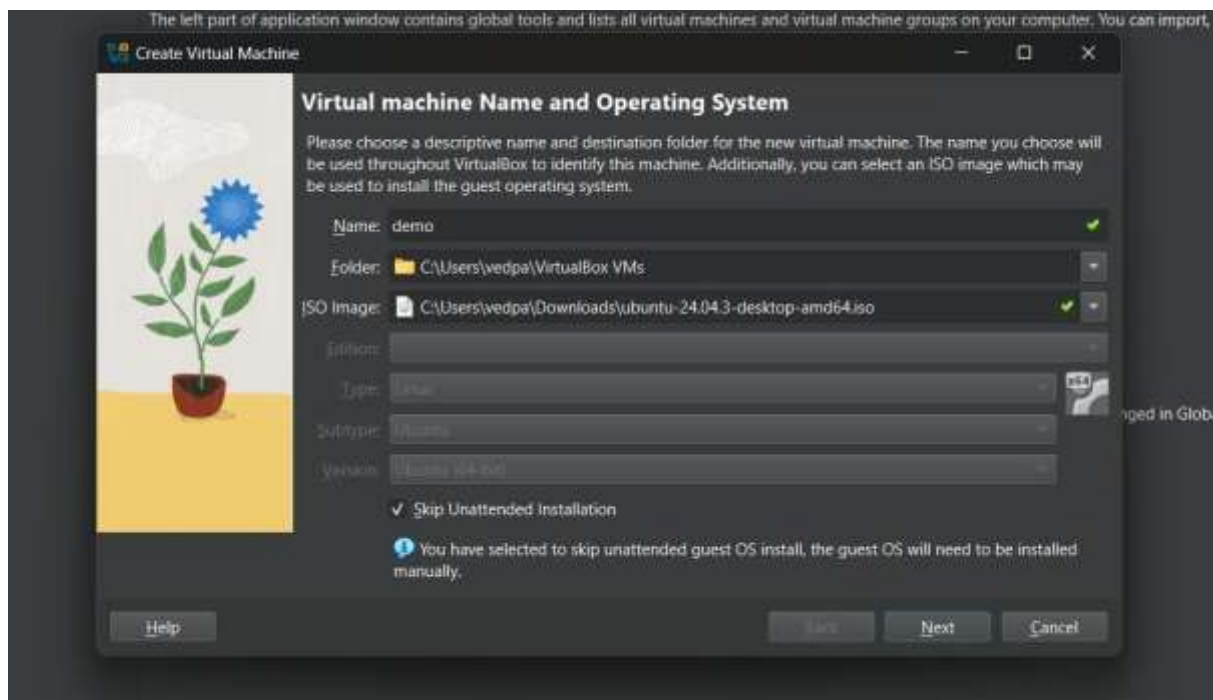 The left part of application window contains global tools and lists all virtual machines and virtual machine groups on your computer. You can import,
Create Virtual Machine
Virtual machine Name and Operating System
Please choose a descriptive name and destination folder for the new virtual machine. The name you choose will
be used throughout VirtualBox to identify this machine. Additionally, you can select an ISO image which may
be used to install the guest operating system.
Name: demo
Folder: C:\Users\vedpa\VirtualBox VMs
ISO Image: C:\Users\vedpa\Downloads\ubuntu-24.04.3-desktop-amd64.iso
Edition:
Type: Linux
x64
nged in Globa
Subtype: Ubuntu
Version: Ubuntu (64-bit)
Skip Unattended Installation
You have selected to skip unattended guest OS install, the guest OS will need to be installed
manually.
Help Back Next Cancel